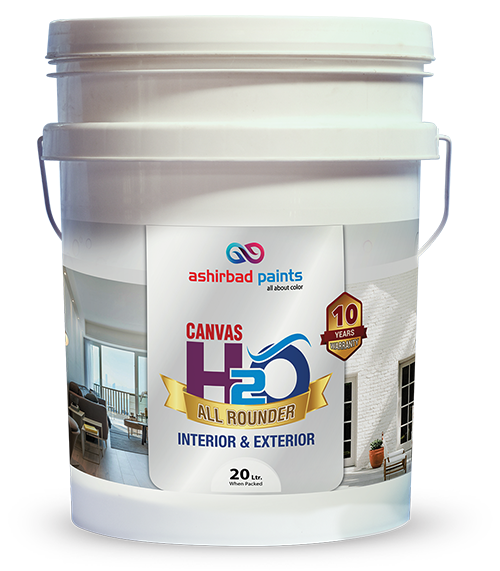 ashirbad paints
all about color
CANVAS
H2O
ALL ROUNDER
INTERIOR & EXTERIOR
20 Ltr.
When Packed
10
YEARS
WARRANTY